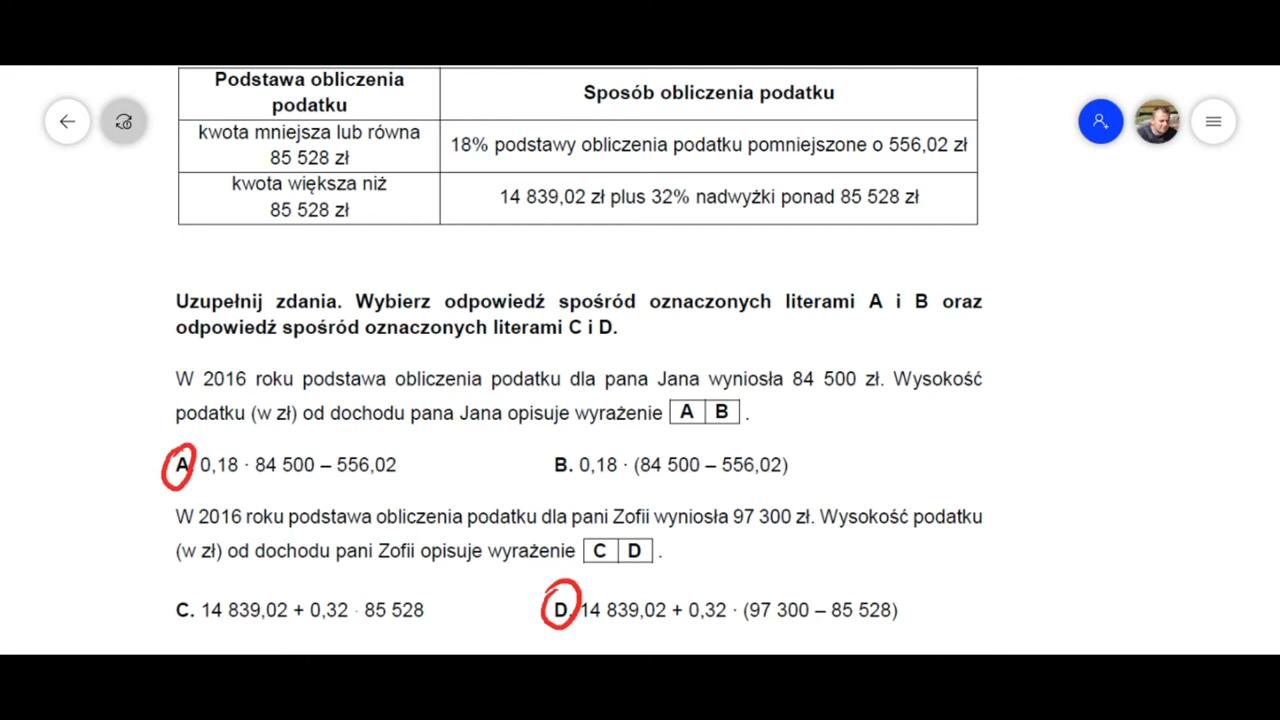 Podstawa obliczenia
podatku
Sposób obliczenia podatku
kwota mniejsza lub równa
85 528 zł
18% podstawy obliczenia podatku pomniejszone o 556,02 zł
kwota większa niż
85 528 zł
14 839,02 zł plus 32% nadwyżki ponad 85 528 zł
Uzupełnij zdania. Wybierz odpowiedź spośród oznaczonych literami A i B oraz
odpowiedź spośród oznaczonych literami C i D.
W 2016 roku podstawa obliczenia podatku dla pana Jana wyniosła 84 500 zł. Wysokość
podatku (w zł) od dochodu pana Jana opisuje wyrażenie A B .
A. 0,18 · 84 500 – 556,02
B. 0,18 · (84 500 – 556,02)
W 2016 roku podstawa obliczenia podatku dla pani Zofii wyniosła 97 300 zł. Wysokość podatku
(w zł) od dochodu pani Zofii opisuje wyrażenie C D .
C. 14 839,02 + 0,32 · 85 528
D. 14 839,02 + 0,32 · (97 300 – 85 528)